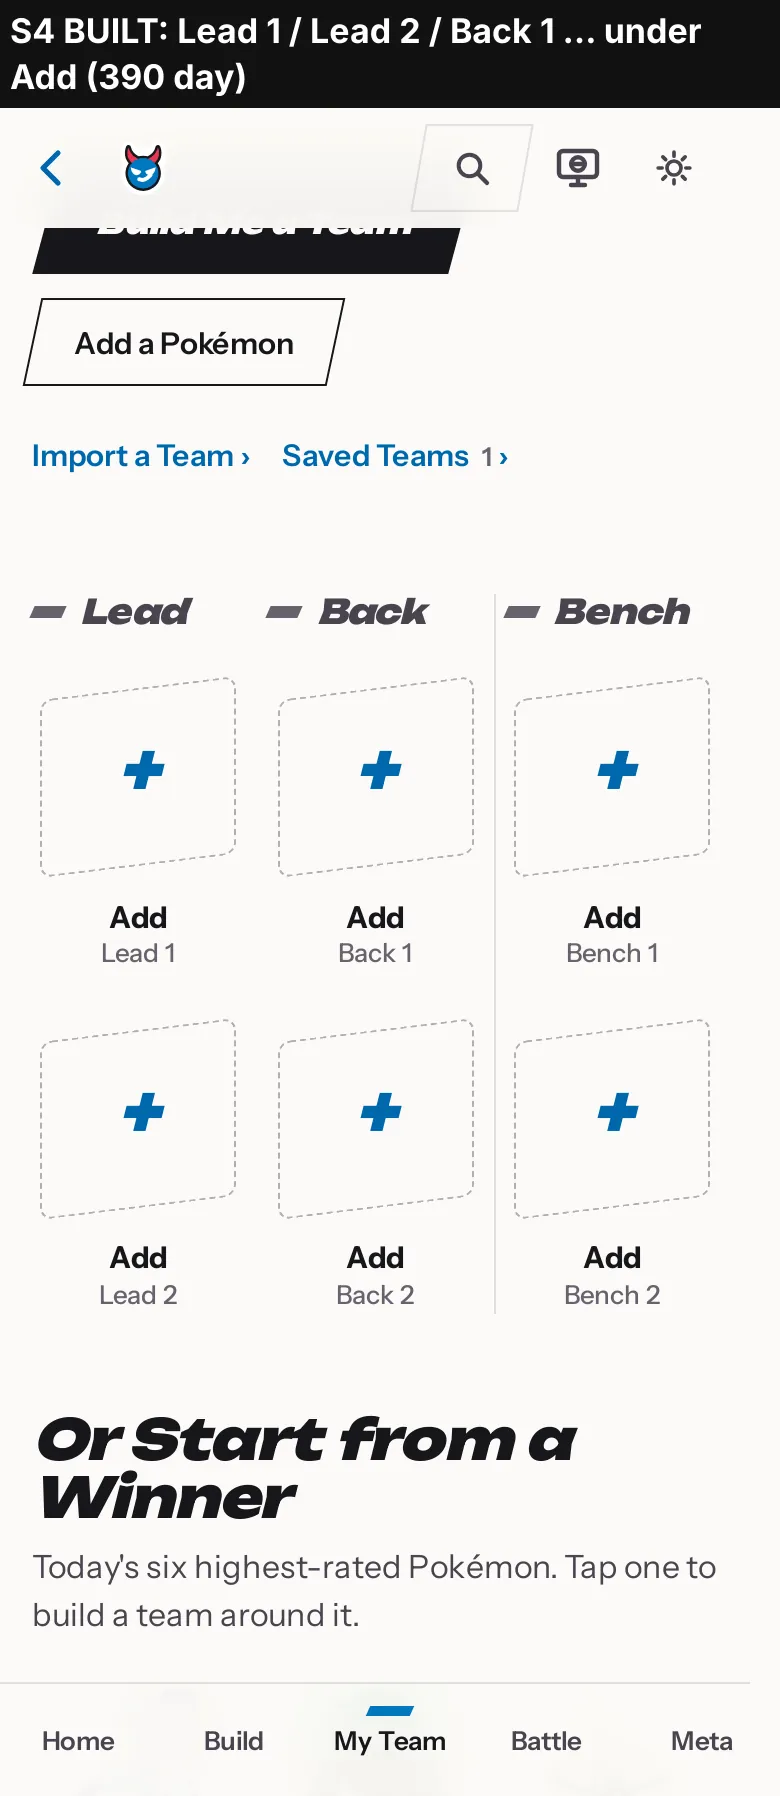 S4 BUILT: Lead 1 / Lead 2 / Back 1 ... under
Add (390 day)
Build Me a Team
Add a Pokémon
Import a Team › Saved Teams 1 ›
Lead Back Bench
Add Add Add
Lead 1 Back 1 Bench 1
Add Add Add
Lead 2 Back 2 Bench 2
Or Start from a
Winner
Today's six highest-rated Pokémon. Tap one to
build a team around it.
Home Build My Team Battle Meta